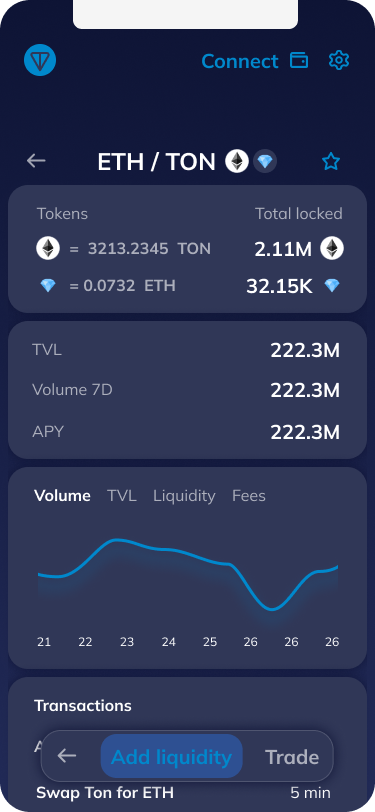 Connect
ETH / TON
Tokens Total locked
= 3213.2345 TON 2.11M
= 0.0732 ETH 32.15K
TVL 222.3M
Volume 7D 222.3M
APY 222.3M
Volume TVL Liquidity Fees
21 22 23 24 25 26 26 26
Transactions
Add liquidity Trade
Swap Ton for ETH 5 min